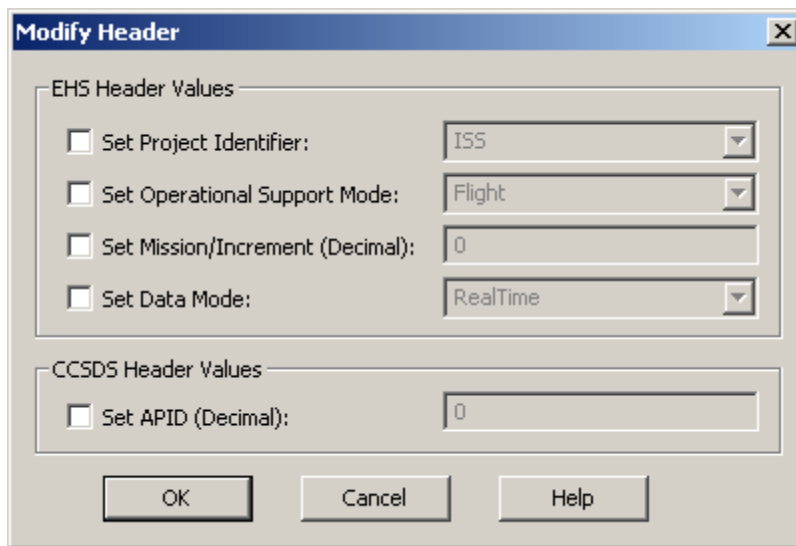 Modify Header
EHS Header Values
Set Project Identifier: ISS
Set Operational Support Mode: Flight
Set Mission/Increment (Decimal): 0
Set Data Mode: RealTime
CCSDS Header Values
Set APID (Decimal): 0
OK Cancel Help